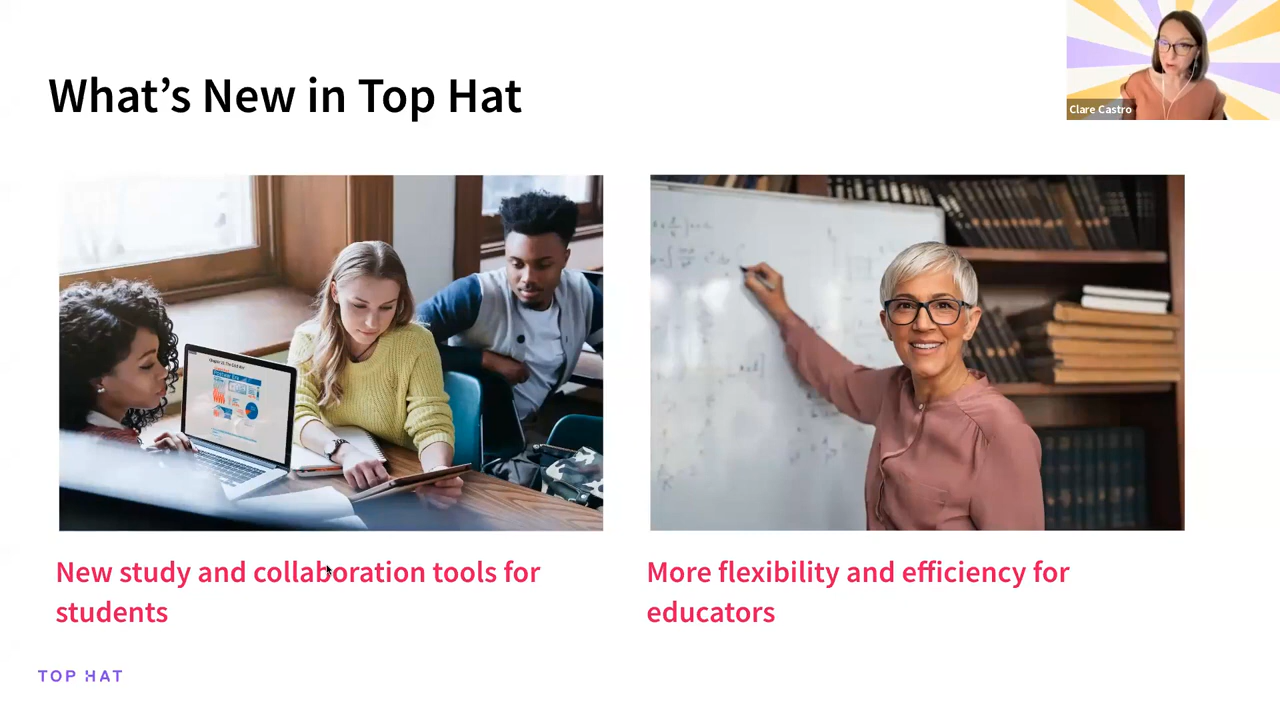 What's New in Top Hat
Clare Castro
New study and collaboration tools for
students
More flexibility and efficiency for
educators
TOP HAT